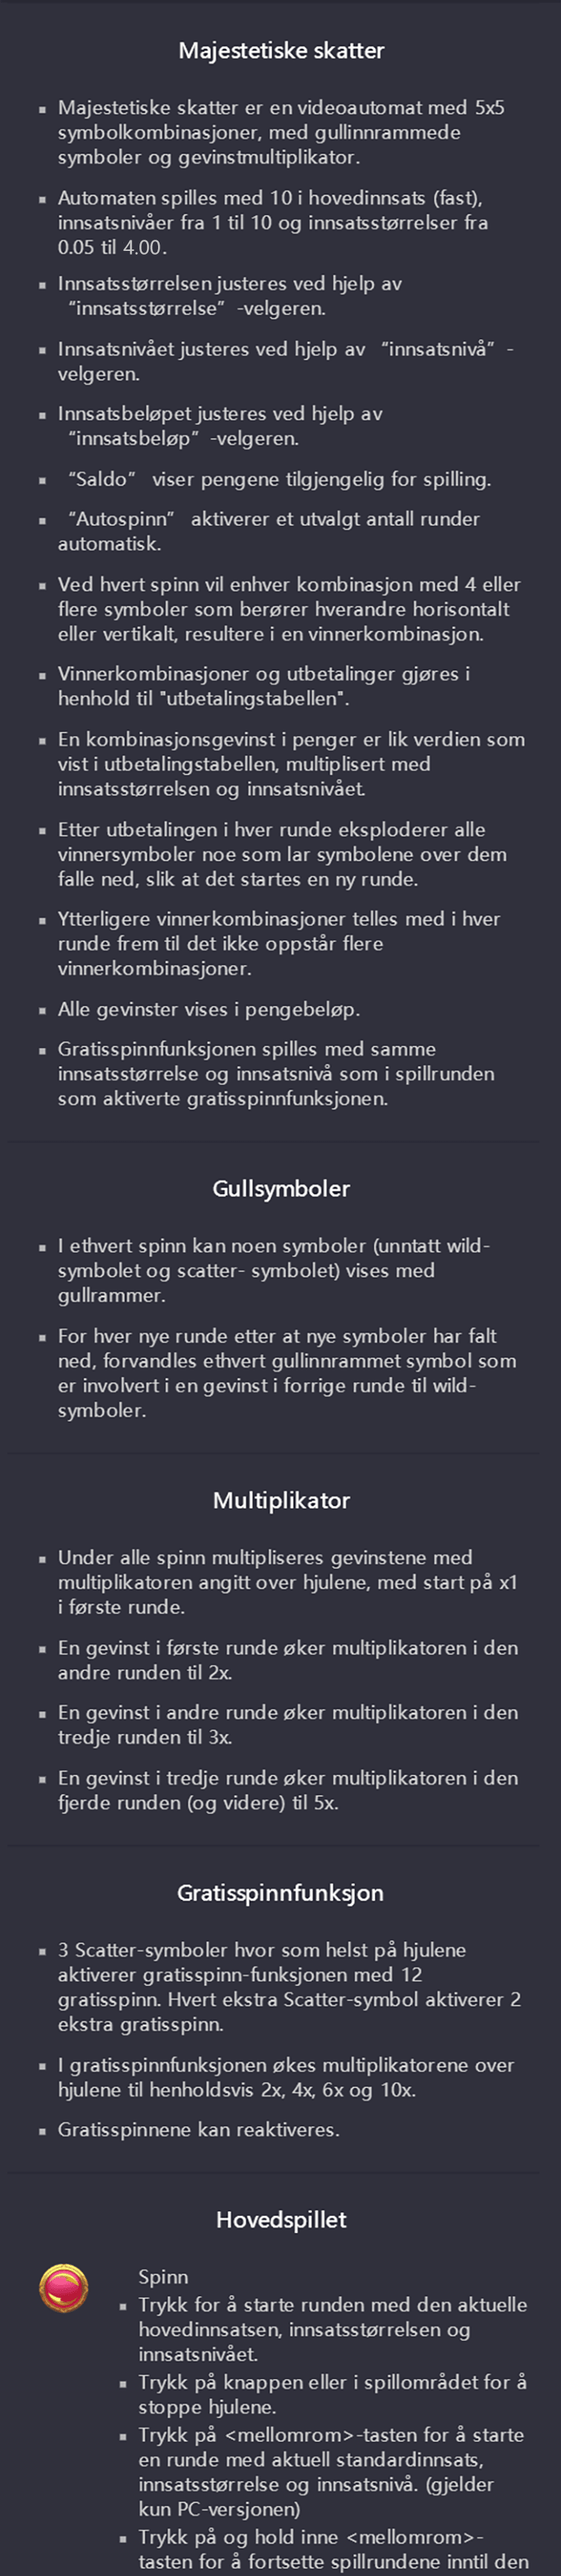 Majestetiske skatter
▪ Majestetiske skatter er en videoautomat med 5x5
symbolkombinasjoner, med gullinnrammede
symboler og gevinstmultiplikator.
▪ Automaten spilles med 10 i hovedinnsats (fast),
innsatsnivåer fra 1 til 10 og innsatsstørrelser fra
0.05 til 4.00.
▪ Innsatsstørrelsen justeres ved hjelp av
“innsatsstørrelse” -velgeren.
▪ Innsatsnivået justeres ved hjelp av “innsatsnivå” -
velgeren.
▪ Innsatsbeløpet justeres ved hjelp av
“innsatsbeløp” -velgeren.
▪ “Saldo” viser pengene tilgjengelig for spilling.
▪ “Autospinn” aktiverer et utvalgt antall runder
automatisk.
▪ Ved hvert spinn vil enhver kombinasjon med 4 eller
flere symboler som berører hverandre horisontalt
eller vertikalt, resultere i en vinnerkombinasjon.
▪ Vinnerkombinasjoner og utbetalinger gjøres i
henhold til "utbetalingstabellen".
▪ En kombinasjonsgevinst i penger er lik verdien som
vist i utbetalingstabellen, multiplisert med
innsatsstørrelsen og innsatsnivået.
▪ Etter utbetalingen i hver runde eksploderer alle
vinnersymboler noe som lar symbolene over dem
falle ned, slik at det startes en ny runde.
▪ Ytterligere vinnerkombinasjoner telles med i hver
runde frem til det ikke oppstår flere
vinnerkombinasjoner.
▪ Alle gevinster vises i pengebeløp.
▪ Gratisspinnfunksjonen spilles med samme
innsatsstørrelse og innsatsnivå som i spillrunden
som aktiverte gratisspinnfunksjonen.
Gullsymboler
▪ I ethvert spinn kan noen symboler (unntatt wild-
symbolet og scatter- symbolet) vises med
gullrammer.
▪ For hver nye runde etter at nye symboler har falt
ned, forvandles ethvert gullinnrammet symbol som
er involvert i en gevinst i forrige runde til wild-
symboler.
Multiplikator
▪ Under alle spinn multipliseres gevinstene med
multiplikatoren angitt over hjulene, med start på x1
i første runde.
▪ En gevinst i første runde øker multiplikatoren i den
andre runden til 2x.
▪ En gevinst i andre runde øker multiplikatoren i den
tredje runden til 3x.
▪ En gevinst i tredje runde øker multiplikatoren i den
fjerde runden (og videre) til 5x.
Gratisspinnfunksjon
▪ 3 Scatter-symboler hvor som helst på hjulene
aktiverer gratisspinn-funksjonen med 12
gratisspinn. Hvert ekstra Scatter-symbol aktiverer 2
ekstra gratisspinn.
▪ I gratisspinnfunksjonen økes multiplikatorene over
hjulene til henholdsvis 2x, 4x, 6x og 10x.
▪ Gratisspinnene kan reaktiveres.
Hovedspillet
Spinn
▪ Trykk for å starte runden med den aktuelle
hovedinnsatsen, innsatsstørrelsen og
innsatsnivået.
▪ Trykk på knappen eller i spillområdet for å
stoppe hjulene.
▪ Trykk på <mellomrom>-tasten for å starte
en runde med aktuell standardinnsats,
innsatsstørrelse og innsatsnivå. (gjelder
kun PC-versjonen)
▪ Trykk på og hold inne <mellomrom>-
tasten for å fortsette spillrundene inntil den